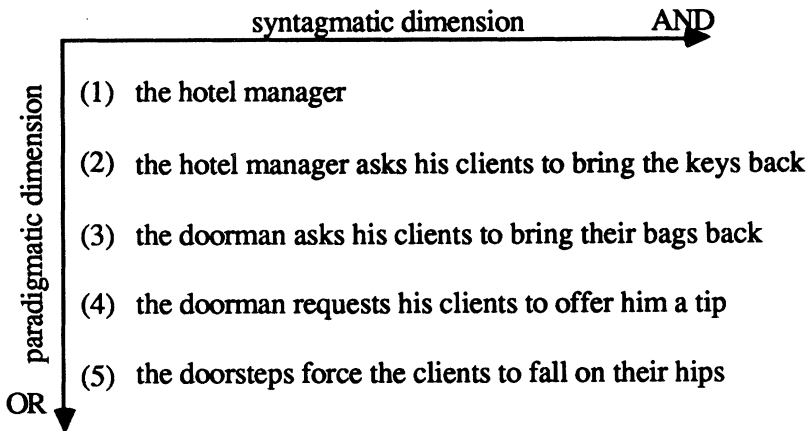 syntagmatic dimension AND
paradigmatic dimension
(1) the hotel manager
(2) the hotel manager asks his clients to bring the keys back
(3) the doorman asks his clients to bring their bags back
(4) the doorman requests his clients to offer him a tip
(5) the doorsteps force the clients to fall on their hips
OR